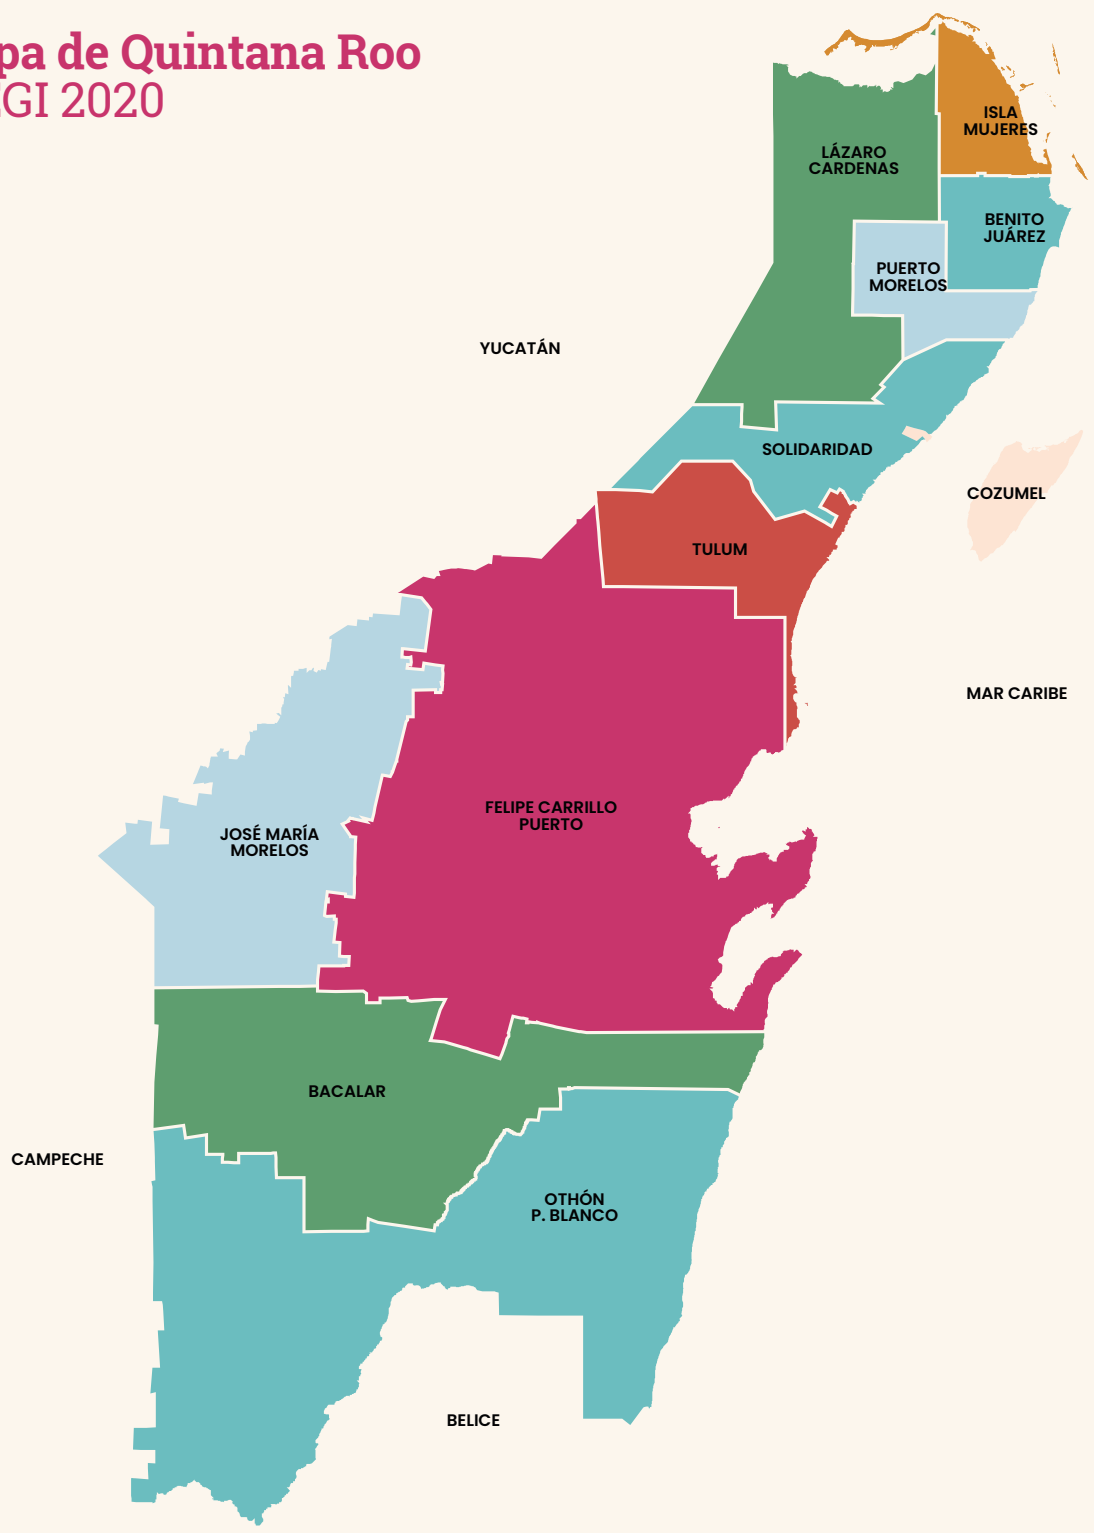 pa de Quintana Roo
GI 2020
ISLA
MUJERES
LÁZARO
CARDENAS
BENITO
JUÁREZ
PUERTO
MORELOS
YUCATÁN
SOLIDARIDAD
COZUMEL
TULUM
MAR CARIBE
FELIPE CARRILLO
PUERTO
JOSÉ MARÍA
MORELOS
BACALAR
CAMPECHE
OTHÓN
P. BLANCO
BELICE